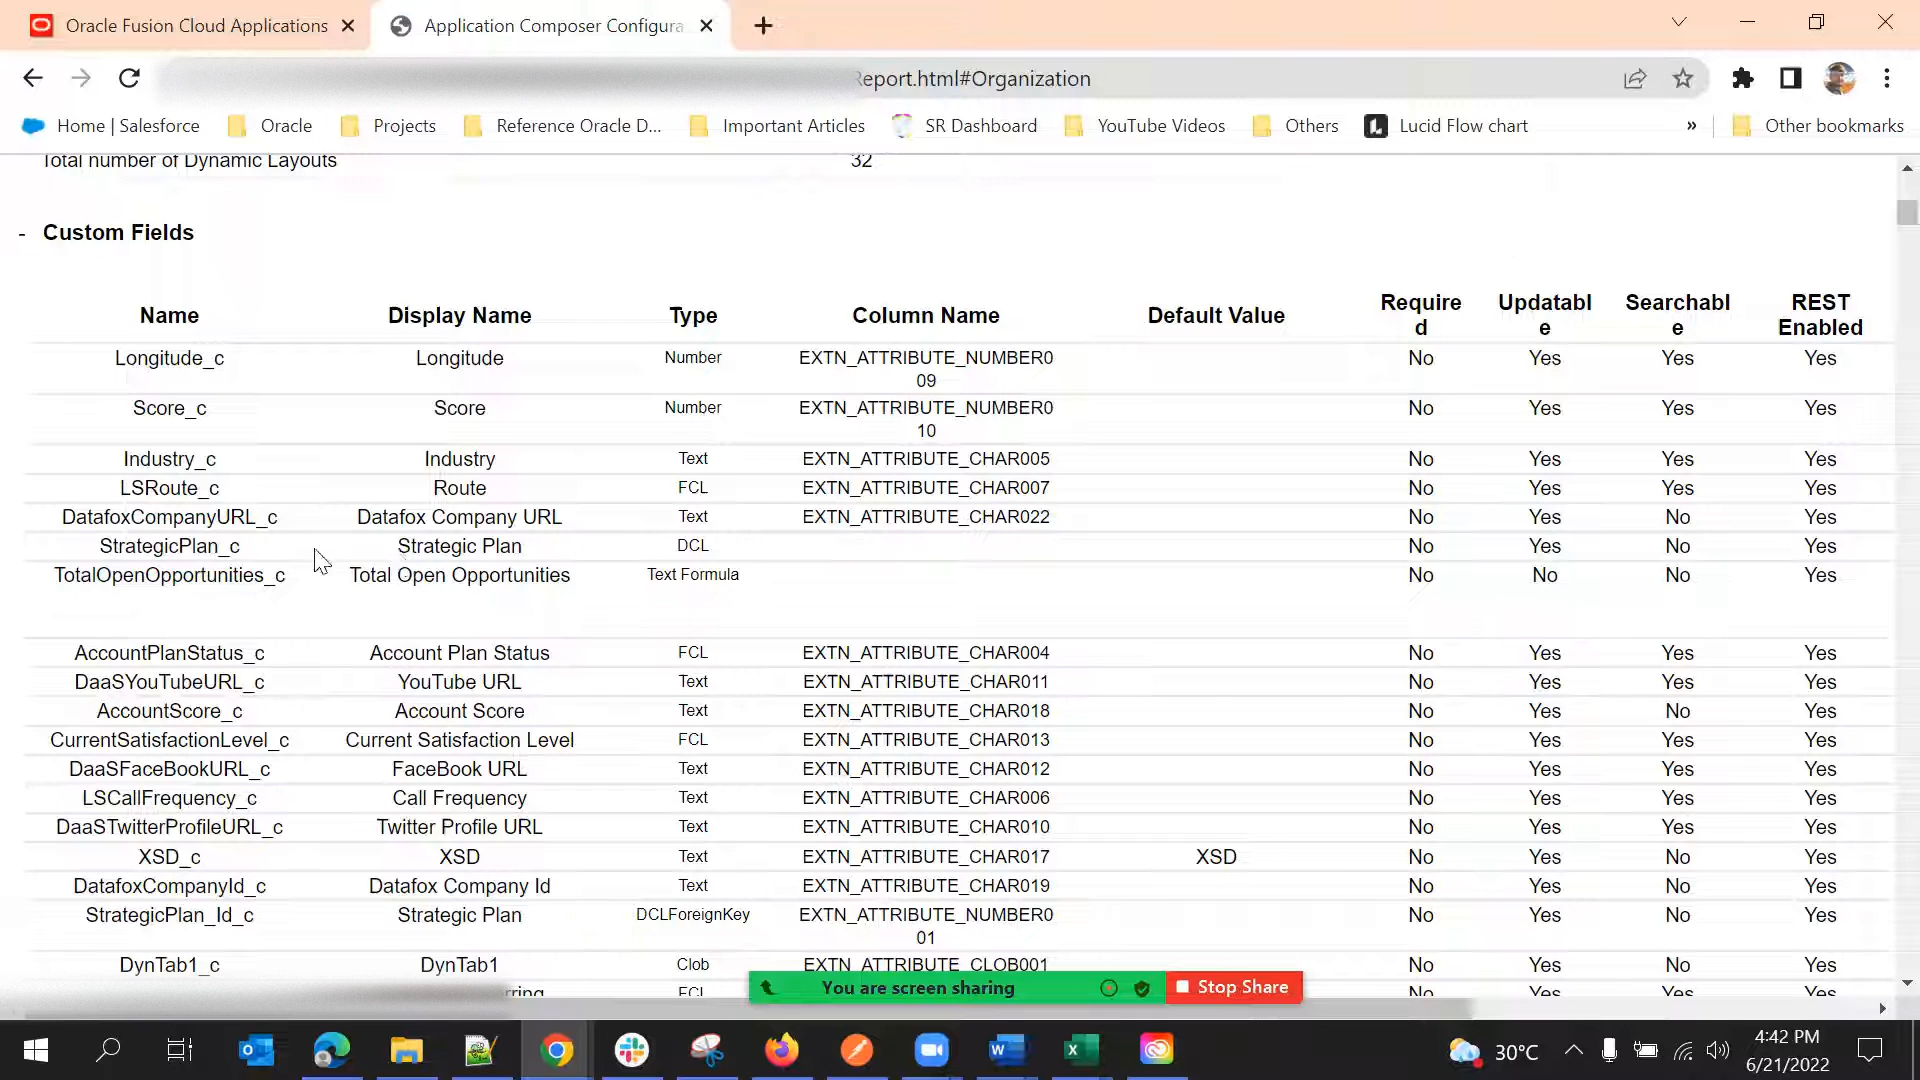 Oracle Fusion Cloud Applications
Application Composer Configura
Report.html#Organization
Home | Salesforce
Oracle
Projects
Reference Oracle D...
Important Articles
SR Dashboard
YouTube Videos
Others
L
Lucid Flow chart
»
Other bookmarks
Total number of Dynamic Layouts 32
- Custom Fields
Name Display Name Type Column Name Default Value Required Updatable Searchable REST Enabled
Longitude_c Longitude Number EXTN_ATTRIBUTE_NUMBER009 No Yes Yes Yes
Score_c Score Number EXTN_ATTRIBUTE_NUMBER010 No Yes Yes Yes
Industry_c Industry Text EXTN_ATTRIBUTE_CHAR005 No Yes Yes Yes
LSRoute_c Route FCL EXTN_ATTRIBUTE_CHAR007 No Yes Yes Yes
DatafoxCompanyURL_c Datafox Company URL Text EXTN_ATTRIBUTE_CHAR022 No Yes No Yes
StrategicPlan_c Strategic Plan DCL No Yes No Yes
TotalOpenOpportunities_c Total Open Opportunities Text Formula No No No Yes
AccountPlanStatus_c Account Plan Status FCL EXTN_ATTRIBUTE_CHAR004 No Yes Yes Yes
DaaSYouTubeURL_c YouTube URL Text EXTN_ATTRIBUTE_CHAR011 No Yes Yes Yes
AccountScore_c Account Score Text EXTN_ATTRIBUTE_CHAR018 No Yes No Yes
CurrentSatisfactionLevel_c Current Satisfaction Level FCL EXTN_ATTRIBUTE_CHAR013 No Yes Yes Yes
DaaSFaceBookURL_c FaceBook URL Text EXTN_ATTRIBUTE_CHAR012 No Yes Yes Yes
LSCallFrequency_c Call Frequency Text EXTN_ATTRIBUTE_CHAR006 No Yes Yes Yes
DaaSTwitterProfileURL_c Twitter Profile URL Text EXTN_ATTRIBUTE_CHAR010 No Yes Yes Yes
XSD_c XSD Text EXTN_ATTRIBUTE_CHAR017 XSD No Yes No Yes
DatafoxCompanyId_c Datafox Company Id Text EXTN_ATTRIBUTE_CHAR019 No Yes No Yes
StrategicPlan_Id_c Strategic Plan DCLForeignKey EXTN_ATTRIBUTE_NUMBER001 No Yes No Yes
DynTab1_c DynTab1 Clob EXTN_ATTRIBUTE_CLOB001 No Yes No Yes
rring FCL No Yes Yes Yes
You are screen sharing
Stop Share
30°C
4:42 PM
6/21/2022